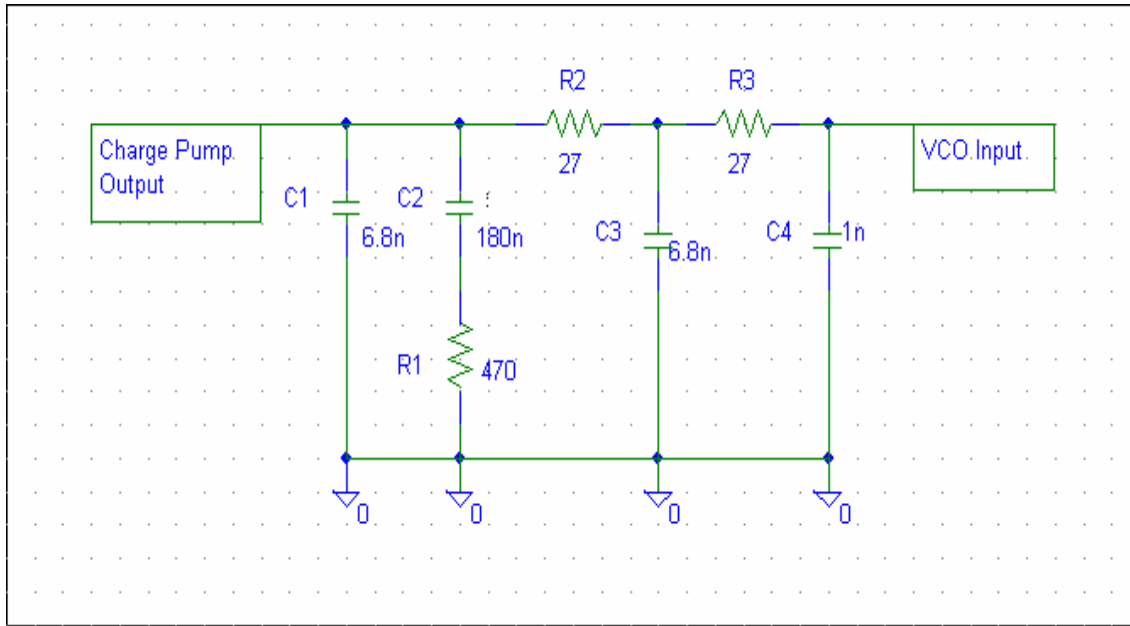 R2
R3
Charge Pump
Output
27
27
VCO Input
C1
6.8n
C2
180n
C3
6.8n
C4
1n
R1
470
0
0
0
0